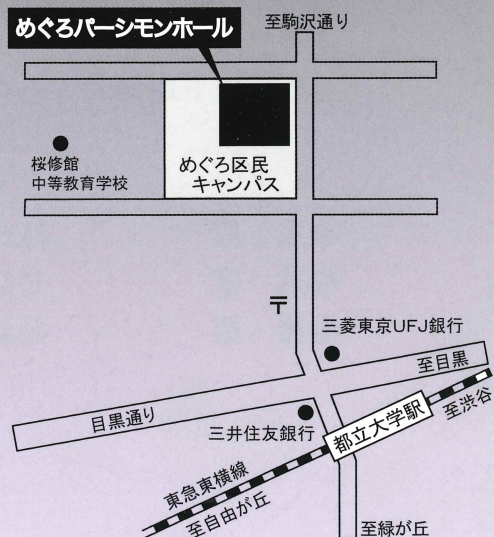 めぐろパーシモンホール
至駒沢通り
桜修館
中等教育学校
めぐろ区民
キャンパス
〒
三菱東京UFJ銀行
至目黒
目黒通り
三井住友銀行
都立大学駅
至渋谷
東急東横線
至自由が丘
至緑が丘